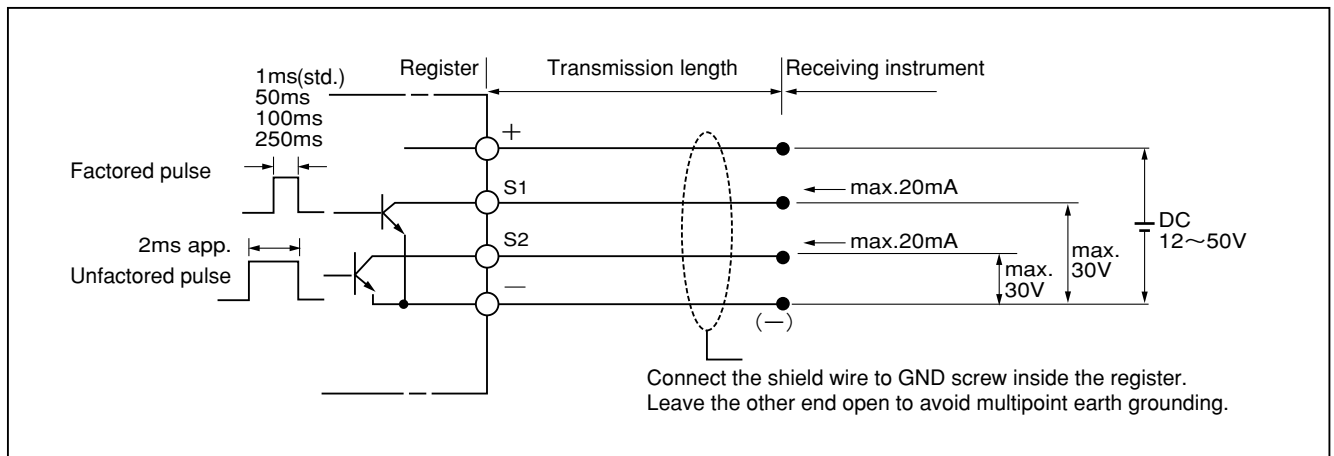 1ms(std.)
50ms
100ms
250ms
Register
Transmission length
Receiving instrument
Factored pulse
+
S1
max.20mA
DC
12～50V
2ms app.
Unfactored pulse
S2
max.20mA
max.
30V
max.
30V
—
(—)
Connect the shield wire to GND screw inside the register.
Leave the other end open to avoid multipoint earth grounding.